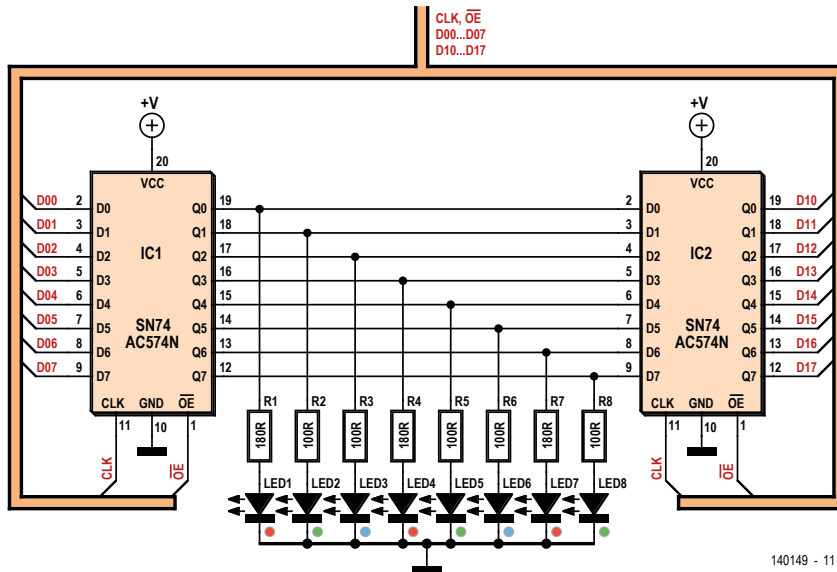 CLK, OE
D00...D07
D10...D17
+V
+V
20
20
VCC
VCC
D00 2 D0 Q0 19 2 D0 Q0 19 D10
D01 3 D1 Q1 18 3 D1 Q1 18 D11
D02 4 D2 IC1 Q2 17 4 D2 IC2 Q2 17 D12
D03 5 D3 Q3 16 5 D3 Q3 16 D13
D04 6 D4 Q4 15 6 D4 Q4 15 D14
D05 7 D5 SN74 Q5 14 7 D5 SN74 Q5 14 D15
D06 8 D6 AC574N Q6 13 8 D6 AC574N Q6 13 D16
D07 9 D7 Q7 12 9 D7 Q7 12 D17
CLK GND OE
CLK GND OE
11 10 1
11 10 1
CLK OE
CLK OE
R1 R2 R3 R4 R5 R6 R7 R8
180R 100R 100R 180R 100R 100R 180R 100R
LED1 LED2 LED3 LED4 LED5 LED6 LED7 LED8
140149 - 11